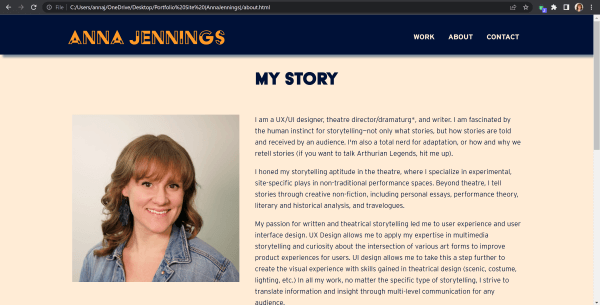 File | C:/Users/annaj/OneDrive/Desktop/Portfolio%20Site%20(AnnaJennings)/about.html
ANNA JENNINGS
WORK ABOUT CONTACT
MY STORY
I am a UX/UI designer, theatre director/dramaturg*, and writer. I am fascinated by
the human instinct for storytelling—not only what stories, but how stories are told
and received by an audience. I'm also a total nerd for adaptation, or how and why we
retell stories (if you want to talk Arthurian Legends, hit me up).
I honed my storytelling aptitude in the theatre, where I specialize in experimental,
site-specific plays in non-traditional performance spaces. Beyond theatre, I tell
stories through creative non-fiction, including personal essays, performance theory,
literary and historical analysis, and travelogues.
My passion for written and theatrical storytelling led me to user experience and user
interface design. UX Design allows me to apply my expertise in multimedia
storytelling and curiosity about the intersection of various art forms to improve
product experiences for users. UI design allows me to take this a step further to
create the visual experience with skills gained in theatrical design (scenic, costume,
lighting, etc.) In all my work, no matter the specific type of storytelling, I strive to
translate information and insight through multi-level communication for any
audience.